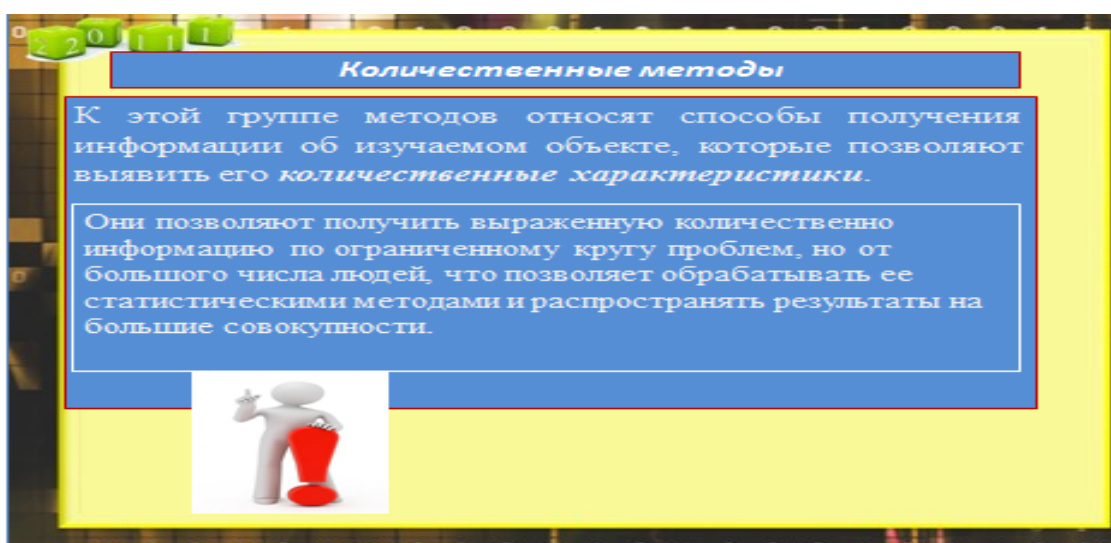 Количественные методы
К этой группе методов относят способы получения
информации об изучаемом объекте, которые позволяют
выявить его количественные характеристики.
Они позволяют получить выраженную количественно
информацию по ограниченному кругу проблем, но от
большого числа людей, что позволяет обрабатывать ее
статистическими методами и распространять результаты на
большие совокупности.